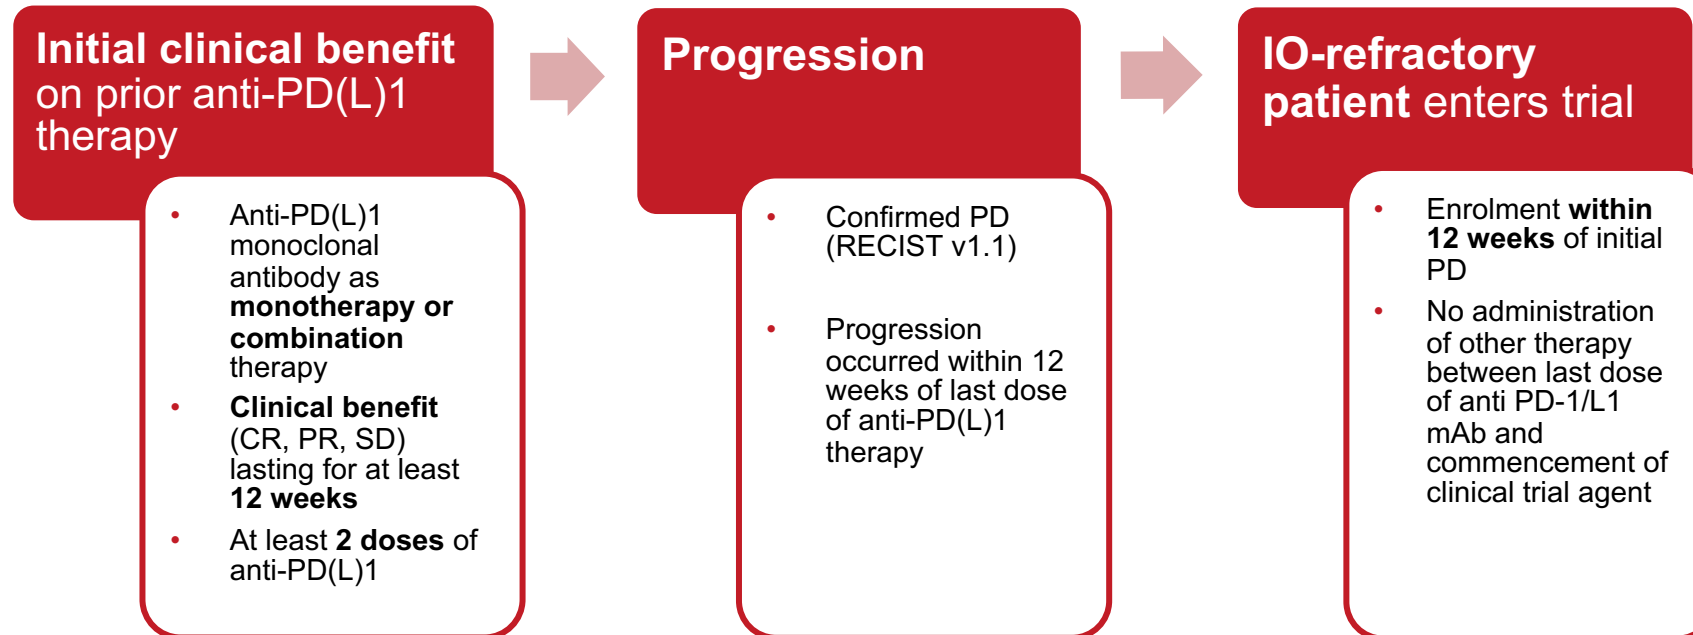 Initial clinical benefit
on prior anti-PD(L)1
therapy
• Anti-PD(L)1
monoclonal
antibody as
monotherapy or
combination
therapy
• Clinical benefit
(CR, PR, SD)
lasting for at least
12 weeks
• At least 2 doses of
anti-PD(L)1
Progression
• Confirmed PD
(RECIST v1.1)
• Progression
occurred within 12
weeks of last dose
of anti-PD(L)1
therapy
IO-refractory
patient enters trial
• Enrolment within
12 weeks of initial
PD
• No administration
of other therapy
between last dose
of anti PD-1/L1
mAb and
commencement of
clinical trial agent